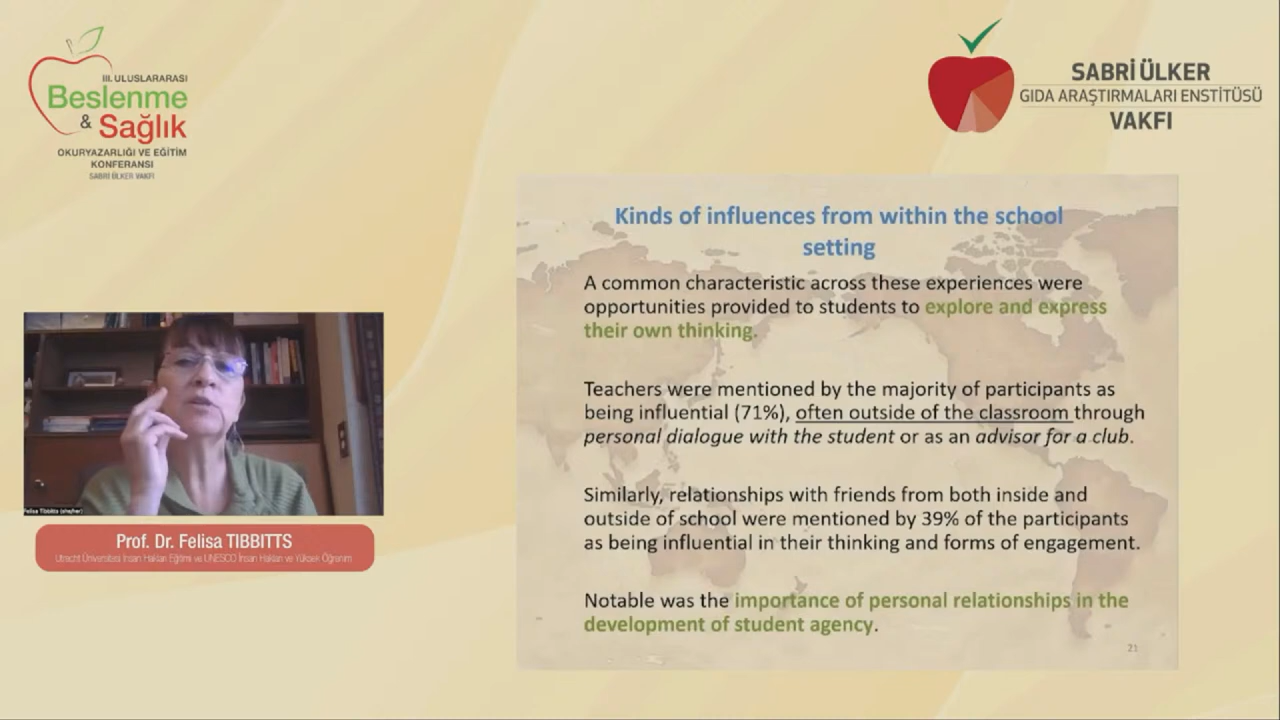 III. ULUSLARARASI
Beslenme
& Sağlık
OKURYAZARLIĞI VE EĞİTİM
KONFERANSI
SABRİ ÜLKER VAKFI
SABRİ ÜLKER
GIDA ARAŞTIRMALARI ENSTİTÜSÜ
VAKFI
Kinds of influences from within the school
setting
A common characteristic across these experiences were
opportunities provided to students to explore and express
their own thinking.
Teachers were mentioned by the majority of participants as
being influential (71%), often outside of the classroom through
personal dialogue with the student or as an advisor for a club.
Similarly, relationships with friends from both inside and
outside of school were mentioned by 39% of the participants
as being influential in their thinking and forms of engagement.
Notable was the importance of personal relationships in the
development of student agency.
21
Felisa Tibbitts (she/her)
Prof. Dr. Felisa TIBBITTS
Utrecht Üniversitesi İnsan Hakları Eğitimi ve UNESCO İnsan Hakları ve Yüksek Öğrenim